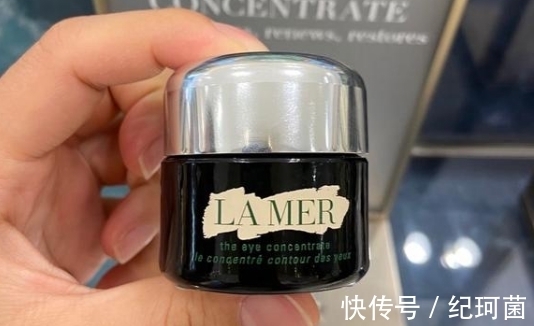 CONCENTRATE
renews, restores
LA MER
the eye concentrate
le concentré contour des yeux
快传号 / 纪珂菌